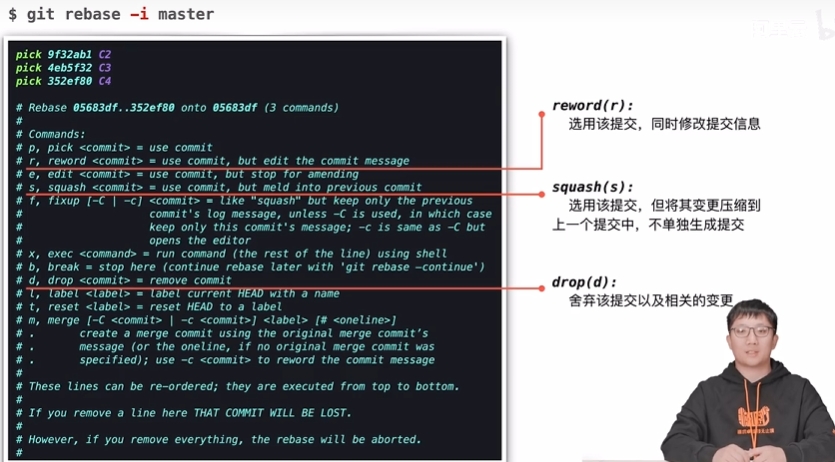 $ git rebase -i master
pick 9f32ab1 C2
pick 4eb5f32 C3
pick 352ef80 C4
# Rebase 05683df..352ef80 onto 05683df (3 commands)
#
# Commands:
# p, pick <commit> = use commit
# r, reword <commit> = use commit, but edit the commit message
# e, edit <commit> = use commit, but stop for amending
# s, squash <commit> = use commit, but meld into previous commit
# f, fixup [-C | -c] <commit> = like "squash" but keep only the previous
# commit's log message, unless -C is used, in which case
# keep only this commit's message; -c is same as -C but
# opens the editor
# x, exec <command> = run command (the rest of the line) using shell
# b, break = stop here (continue rebase later with 'git rebase —continue')
# d, drop <commit> = remove commit
# l, label <label> = label current HEAD with a name
# t, reset <label> = reset HEAD to a label
# m, merge [-C <commit> | -c <commit>] <label> [# <oneline>]
# . create a merge commit using the original merge commit's
# . message (or the oneline, if no original merge commit was
# . specified); use -c <commit> to reword the commit message
#
# These lines can be re-ordered; they are executed from top to bottom.
#
# If you remove a line here THAT COMMIT WILL BE LOST.
#
# However, if you remove everything, the rebase will be aborted.
#
reword(r):
选用该提交，同时修改提交信息
squash(s):
选用该提交，但将其变更压缩到
上一个提交中，不单独生成提交
drop(d):
舍弃该提交以及相关的变更